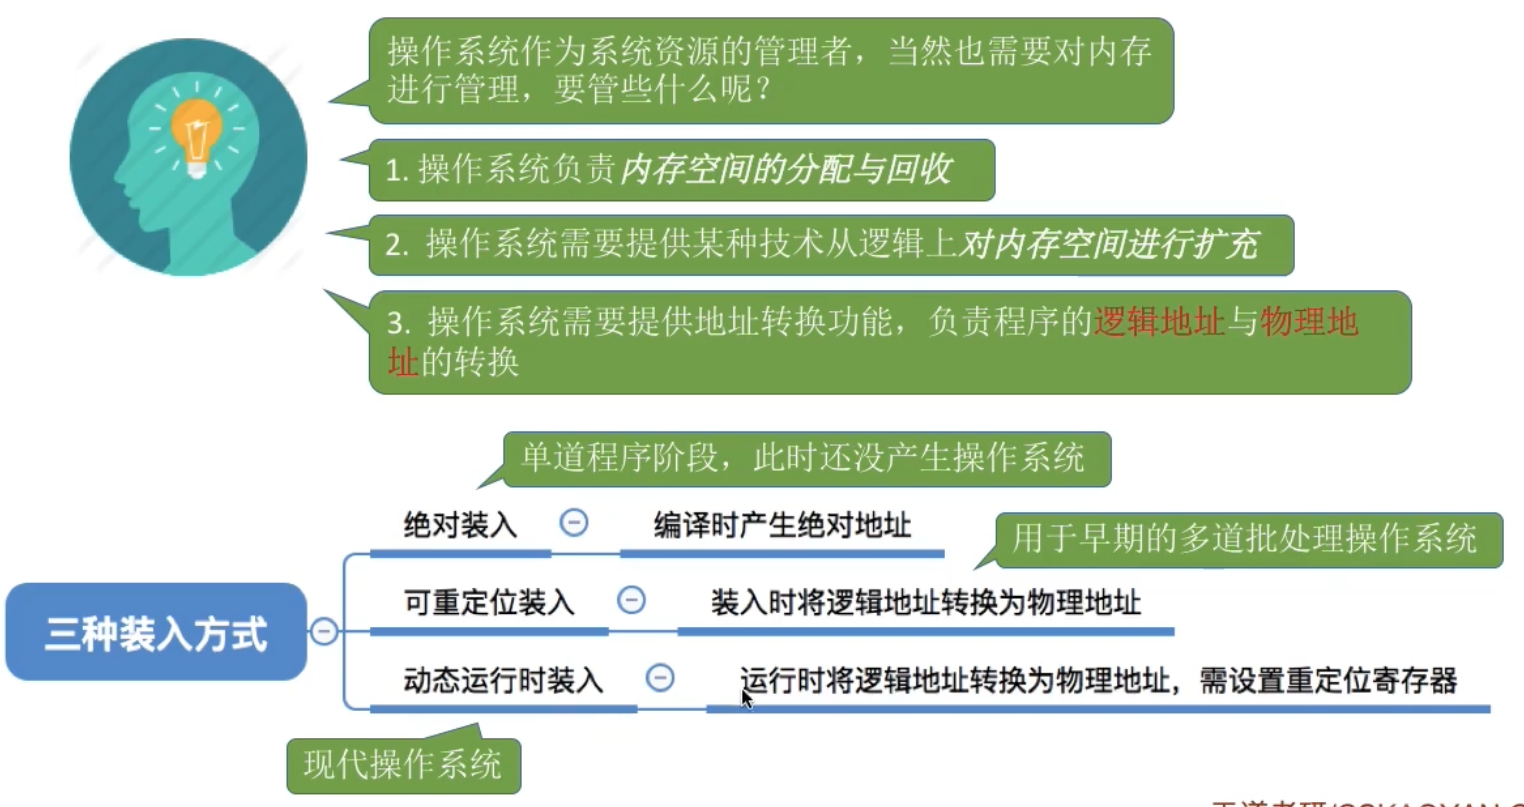 操作系统作为系统资源的管理者，当然也需要对内存
进行管理，要管些什么呢？
1. 操作系统负责内存空间的分配与回收
2. 操作系统需要提供某种技术从逻辑上对内存空间进行扩充
3. 操作系统需要提供地址转换功能，负责程序的逻辑地址与物理地
址的转换
单道程序阶段，此时还没产生操作系统
绝对装入
编译时产生绝对地址
用于早期的多道批处理操作系统
可重定位装入
装入时将逻辑地址转换为物理地址
三种装入方式
动态运行时装入
运行时将逻辑地址转换为物理地址，需设置重定位寄存器
现代操作系统